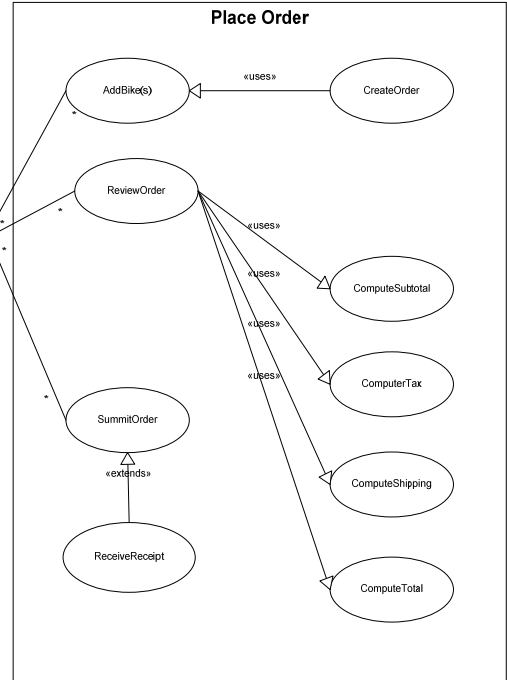 Place Order
AddBike(s)
«uses»
CreateOrder
*
ReviewOrder
*
*
*
«uses»
«uses»
«uses»
«uses»
ComputeSubtotal
ComputerTax
*
SummitOrder
«extends»
ComputeShipping
ReceiveReceipt
ComputeTotal